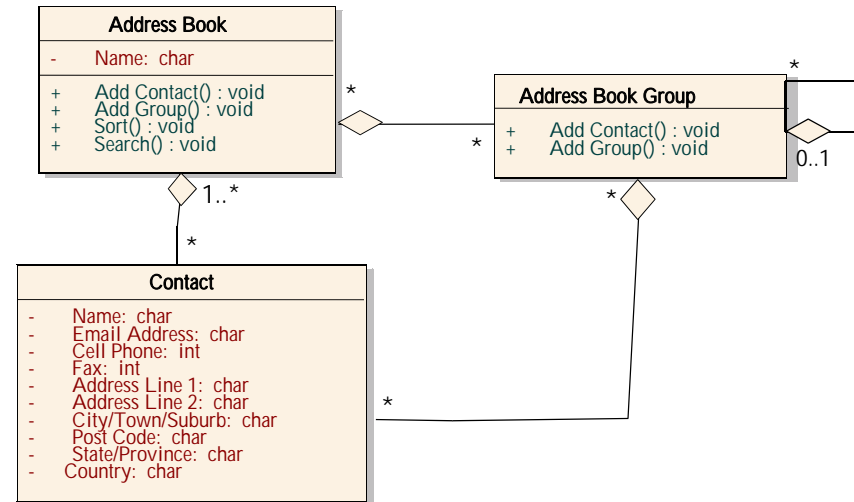 Address Book
- Name: char
+ Add Contact() : void
+ Add Group() : void
+ Sort() : void
+ Search() : void
*
*
Address Book Group
+ Add Contact() : void
+ Add Group() : void
*
0..1
1..*
*
*
*
Contact
- Name: char
- Email Address: char
- Cell Phone: int
- Fax: int
- Address Line 1: char
- Address Line 2: char
- City/Town/Suburb: char
- Post Code: char
- State/Province: char
- Country: char